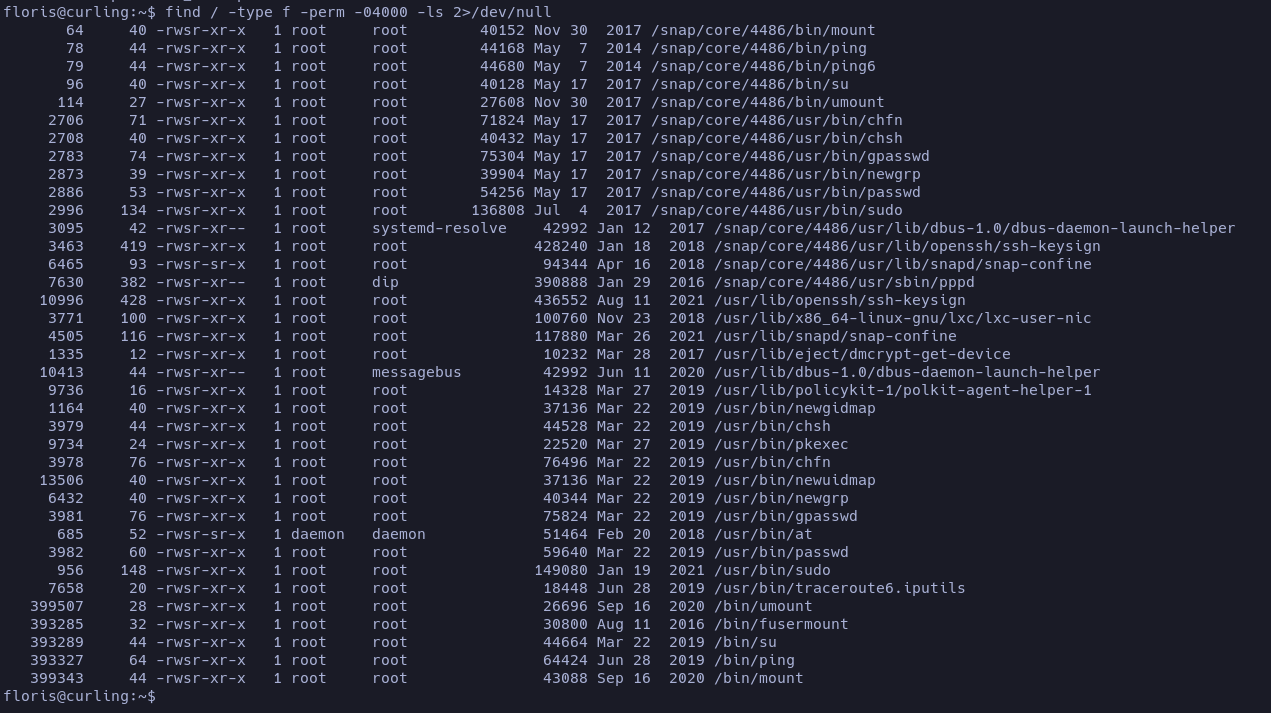 floris@curling:~$ find / -type f -perm -04000 -ls 2>/dev/null
       64     40 -rwsr-xr-x   1 root     root        40152 Nov 30  2017 /snap/core/4486/bin/mount
       78     44 -rwsr-xr-x   1 root     root        44168 May  7  2014 /snap/core/4486/bin/ping
       79     44 -rwsr-xr-x   1 root     root        44680 May  7  2014 /snap/core/4486/bin/ping6
       96     40 -rwsr-xr-x   1 root     root        40128 May 17  2017 /snap/core/4486/bin/su
      114     27 -rwsr-xr-x   1 root     root        27608 Nov 30  2017 /snap/core/4486/bin/umount
     2706     71 -rwsr-xr-x   1 root     root        71824 May 17  2017 /snap/core/4486/usr/bin/chfn
     2708     40 -rwsr-xr-x   1 root     root        40432 May 17  2017 /snap/core/4486/usr/bin/chsh
     2783     74 -rwsr-xr-x   1 root     root        75304 May 17  2017 /snap/core/4486/usr/bin/gpasswd
     2873     39 -rwsr-xr-x   1 root     root        39904 May 17  2017 /snap/core/4486/usr/bin/newgrp
     2886     53 -rwsr-xr-x   1 root     root        54256 May 17  2017 /snap/core/4486/usr/bin/passwd
     2996    134 -rwsr-xr-x   1 root     root       136808 Jul  4  2017 /snap/core/4486/usr/bin/sudo
     3095     42 -rwsr-xr--   1 root     systemd-resolve    42992 Jan 12  2017 /snap/core/4486/usr/lib/dbus-1.0/dbus-daemon-launch-helper
     3463    419 -rwsr-xr-x   1 root     root              428240 Jan 18  2018 /snap/core/4486/usr/lib/openssh/ssh-keysign
     6465     93 -rwsr-sr-x   1 root     root               94344 Apr 16  2018 /snap/core/4486/usr/lib/snapd/snap-confine
     7630    382 -rwsr-xr--   1 root     dip               390888 Jan 29  2016 /snap/core/4486/usr/sbin/pppd
    10996    428 -rwsr-xr-x   1 root     root              436552 Aug 11  2021 /usr/lib/openssh/ssh-keysign
     3771    100 -rwsr-xr-x   1 root     root              100760 Nov 23  2018 /usr/lib/x86_64-linux-gnu/lxc/lxc-user-nic
     4505    116 -rwsr-xr-x   1 root     root              117880 Mar 26  2021 /usr/lib/snapd/snap-confine
     1335     12 -rwsr-xr-x   1 root     root               10232 Mar 28  2017 /usr/lib/eject/dmcrypt-get-device
    10413     44 -rwsr-xr--   1 root     messagebus         42992 Jun 11  2020 /usr/lib/dbus-1.0/dbus-daemon-launch-helper
     9736     16 -rwsr-xr-x   1 root     root               14328 Mar 27  2019 /usr/lib/policykit-1/polkit-agent-helper-1
     1164     40 -rwsr-xr-x   1 root     root               37136 Mar 22  2019 /usr/bin/newgidmap
     3979     44 -rwsr-xr-x   1 root     root               44528 Mar 22  2019 /usr/bin/chsh
     9734     24 -rwsr-xr-x   1 root     root               22520 Mar 27  2019 /usr/bin/pkexec
     3978     76 -rwsr-xr-x   1 root     root               76496 Mar 22  2019 /usr/bin/chfn
    13506     40 -rwsr-xr-x   1 root     root               37136 Mar 22  2019 /usr/bin/newuidmap
     6432     40 -rwsr-xr-x   1 root     root               40344 Mar 22  2019 /usr/bin/newgrp
     3981     76 -rwsr-xr-x   1 root     root               75824 Mar 22  2019 /usr/bin/gpasswd
      685     52 -rwsr-sr-x   1 daemon   daemon             51464 Feb 20  2018 /usr/bin/at
     3982     60 -rwsr-xr-x   1 root     root               59640 Mar 22  2019 /usr/bin/passwd
      956    148 -rwsr-xr-x   1 root     root              149080 Jan 19  2021 /usr/bin/sudo
     7658     20 -rwsr-xr-x   1 root     root               18448 Jun 28  2019 /usr/bin/traceroute6.iputils
   399507     28 -rwsr-xr-x   1 root     root               26696 Sep 16  2020 /bin/umount
   393285     32 -rwsr-xr-x   1 root     root               30800 Aug 11  2016 /bin/fusermount
   393289     44 -rwsr-xr-x   1 root     root               44664 Mar 22  2019 /bin/su
   393327     64 -rwsr-xr-x   1 root     root               64424 Jun 28  2019 /bin/ping
   399343     44 -rwsr-xr-x   1 root     root               43088 Sep 16  2020 /bin/mount
floris@curling:~$